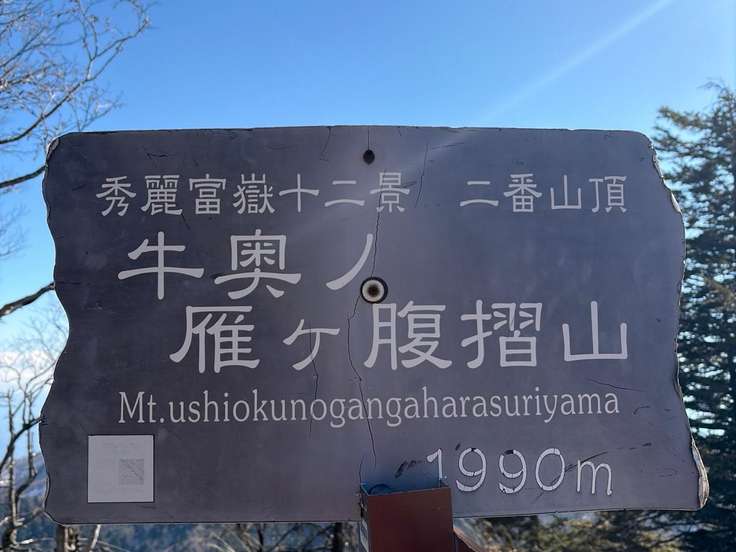 秀麗富嶽十二景 二番山頂
牛奥ノ
雁ヶ腹摺山
Mt.ushiokunogangaharasuriyama
1990m